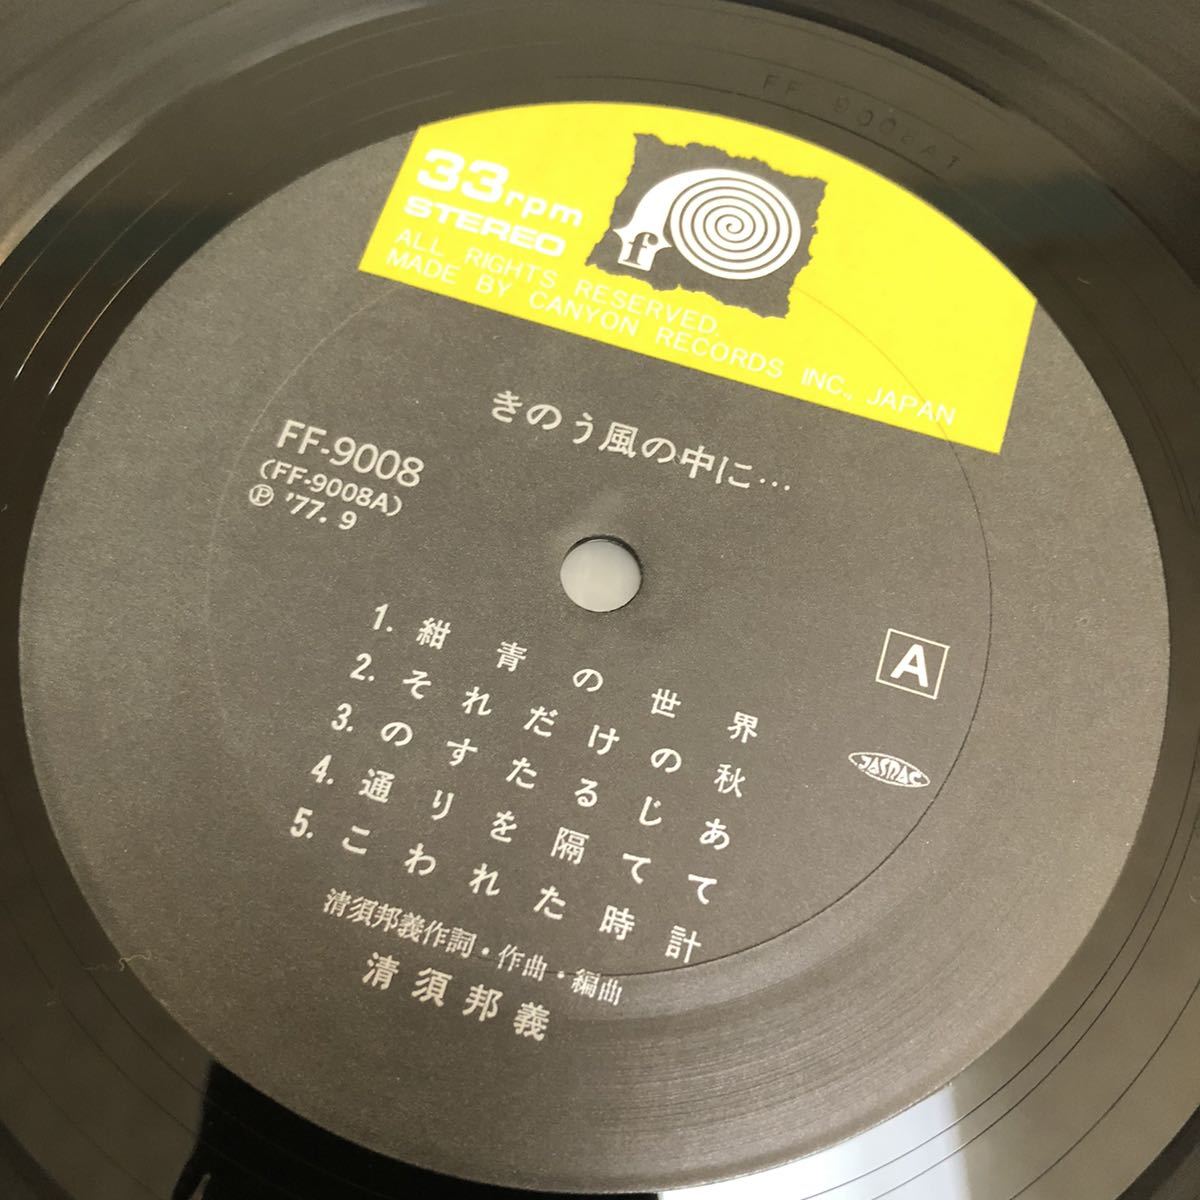 FF 9008A1
33rpm
STEREO
f
ALL RIGHTS RESERVED.
MADE BY CANYON RECORDS INC., JAPAN
きのう風の中に…
FF-9008
(FF-9008A)
Ⓟ '77.9
A
JASRAC
1. 紺青の世界
2. それだけの秋
3. のすたるじあ
4. 通りを隔てて
5. こわれた時計
清須邦義作詞・作曲・編曲
清須邦義